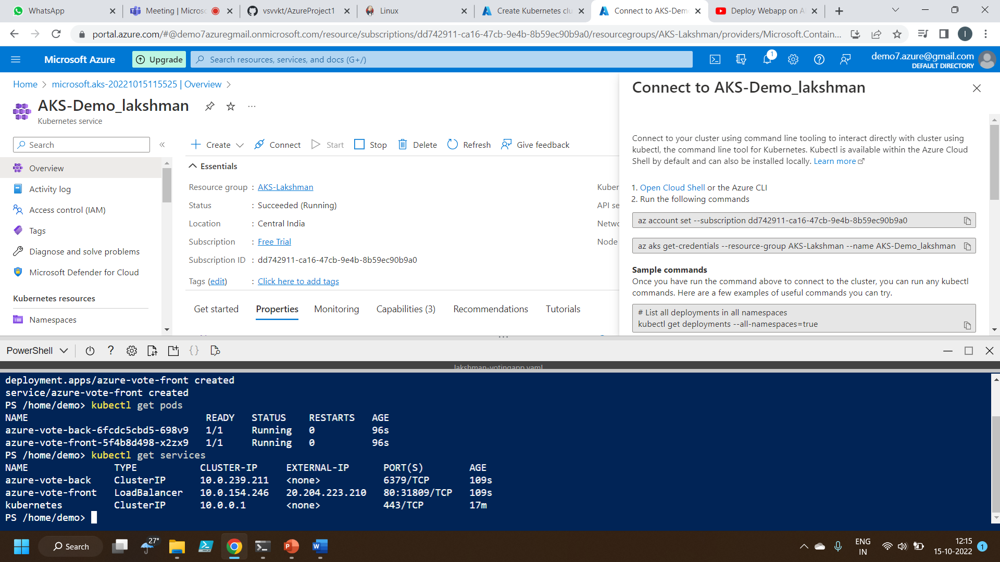 WhatsApp
Meeting | Microsc
vsvvkt/AzureProject1
Linux
Create Kubernetes clu
Connect to AKS-Dem
Deploy Webapp on A
portal.azure.com/#@demo7azuregmail.onmicrosoft.com/resource/subscriptions/dd742911-ca16-47cb-9e4b-8b59ec90b9a0/resourcegroups/AKS-Lakshman/providers/Microsoft.Contain...
I
Microsoft Azure
Upgrade
Search resources, services, and docs (G+/)
1
demo7.azure@gmail.com
DEFAULT DIRECTORY
Home > microsoft.aks-20221015115525 | Overview >
AKS-Demo_lakshman
Kubernetes service
Search
«
Overview
Activity log
Access control (IAM)
Tags
Diagnose and solve problems
Microsoft Defender for Cloud
Kubernetes resources
Namespaces
Create
Connect
Start
Stop
Delete
Refresh
Give feedback
Essentials
Resource group : AKS-Lakshman
Status : Succeeded (Running)
Location : Central India
Subscription : Free Trial
Subscription ID : dd742911-ca16-47cb-9e4b-8b59ec90b9a0
Tags (edit) : Click here to add tags
Kuber
API se
Netwo
Node
Get started
Properties
Monitoring
Capabilities (3)
Recommendations
Tutorials
Connect to AKS-Demo_lakshman
Connect to your cluster using command line tooling to interact directly with cluster using
kubectl, the command line tool for Kubernetes. Kubectl is available within the Azure Cloud
Shell by default and can also be installed locally. Learn more
1. Open Cloud Shell or the Azure CLI
2. Run the following commands
az account set --subscription dd742911-ca16-47cb-9e4b-8b59ec90b9a0
az aks get-credentials --resource-group AKS-Lakshman --name AKS-Demo_lakshman
Sample commands
Once you have run the command above to connect to the cluster, you can run any kubectl
commands. Here are a few examples of useful commands you can try.
# List all deployments in all namespaces
kubectl get deployments --all-namespaces=true
PowerShell
?
{}
lakshman-votingapp.yaml
deployment.apps/azure-vote-front created
service/azure-vote-front created
PS /home/demo> kubectl get pods
NAME READY STATUS RESTARTS AGE
azure-vote-back-6fcdc5cbd5-698v9 1/1 Running 0 96s
azure-vote-front-5f4b8d498-x2zx9 1/1 Running 0 96s
PS /home/demo> kubectl get services
NAME TYPE CLUSTER-IP EXTERNAL-IP PORT(S) AGE
azure-vote-back ClusterIP 10.0.239.211 <none> 6379/TCP 109s
azure-vote-front LoadBalancer 10.0.154.246 20.204.223.210 80:31809/TCP 109s
kubernetes ClusterIP 10.0.0.1 <none> 443/TCP 17m
PS /home/demo>
Search
27°
ENG
IN
12:15
15-10-2022
1